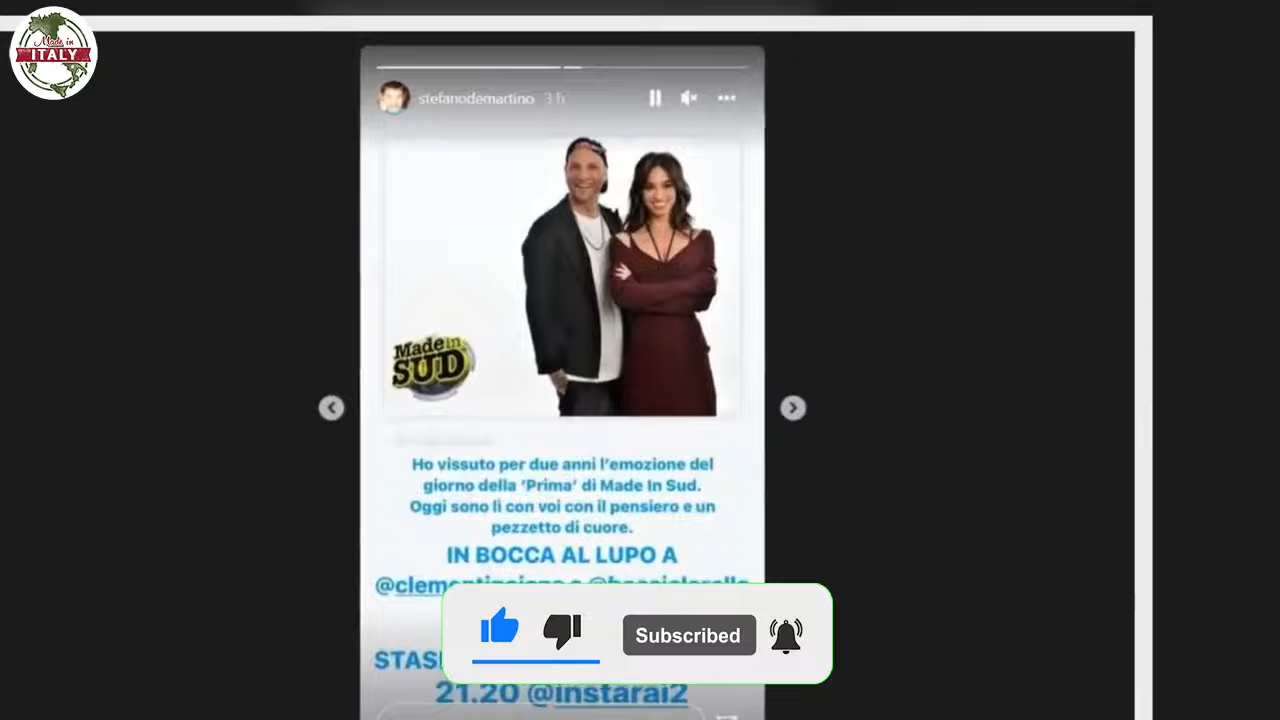 Made in
ITALY
stefanodemartino 3 h
Made in
SUD
Ho vissuto per due anni l'emozione del
giorno della 'Prima' di Made In Sud.
Oggi sono lì con voi con il pensiero e un
pezzetto di cuore.
IN BOCCA AL LUPO A
Subscribed
21.20 @instarai2